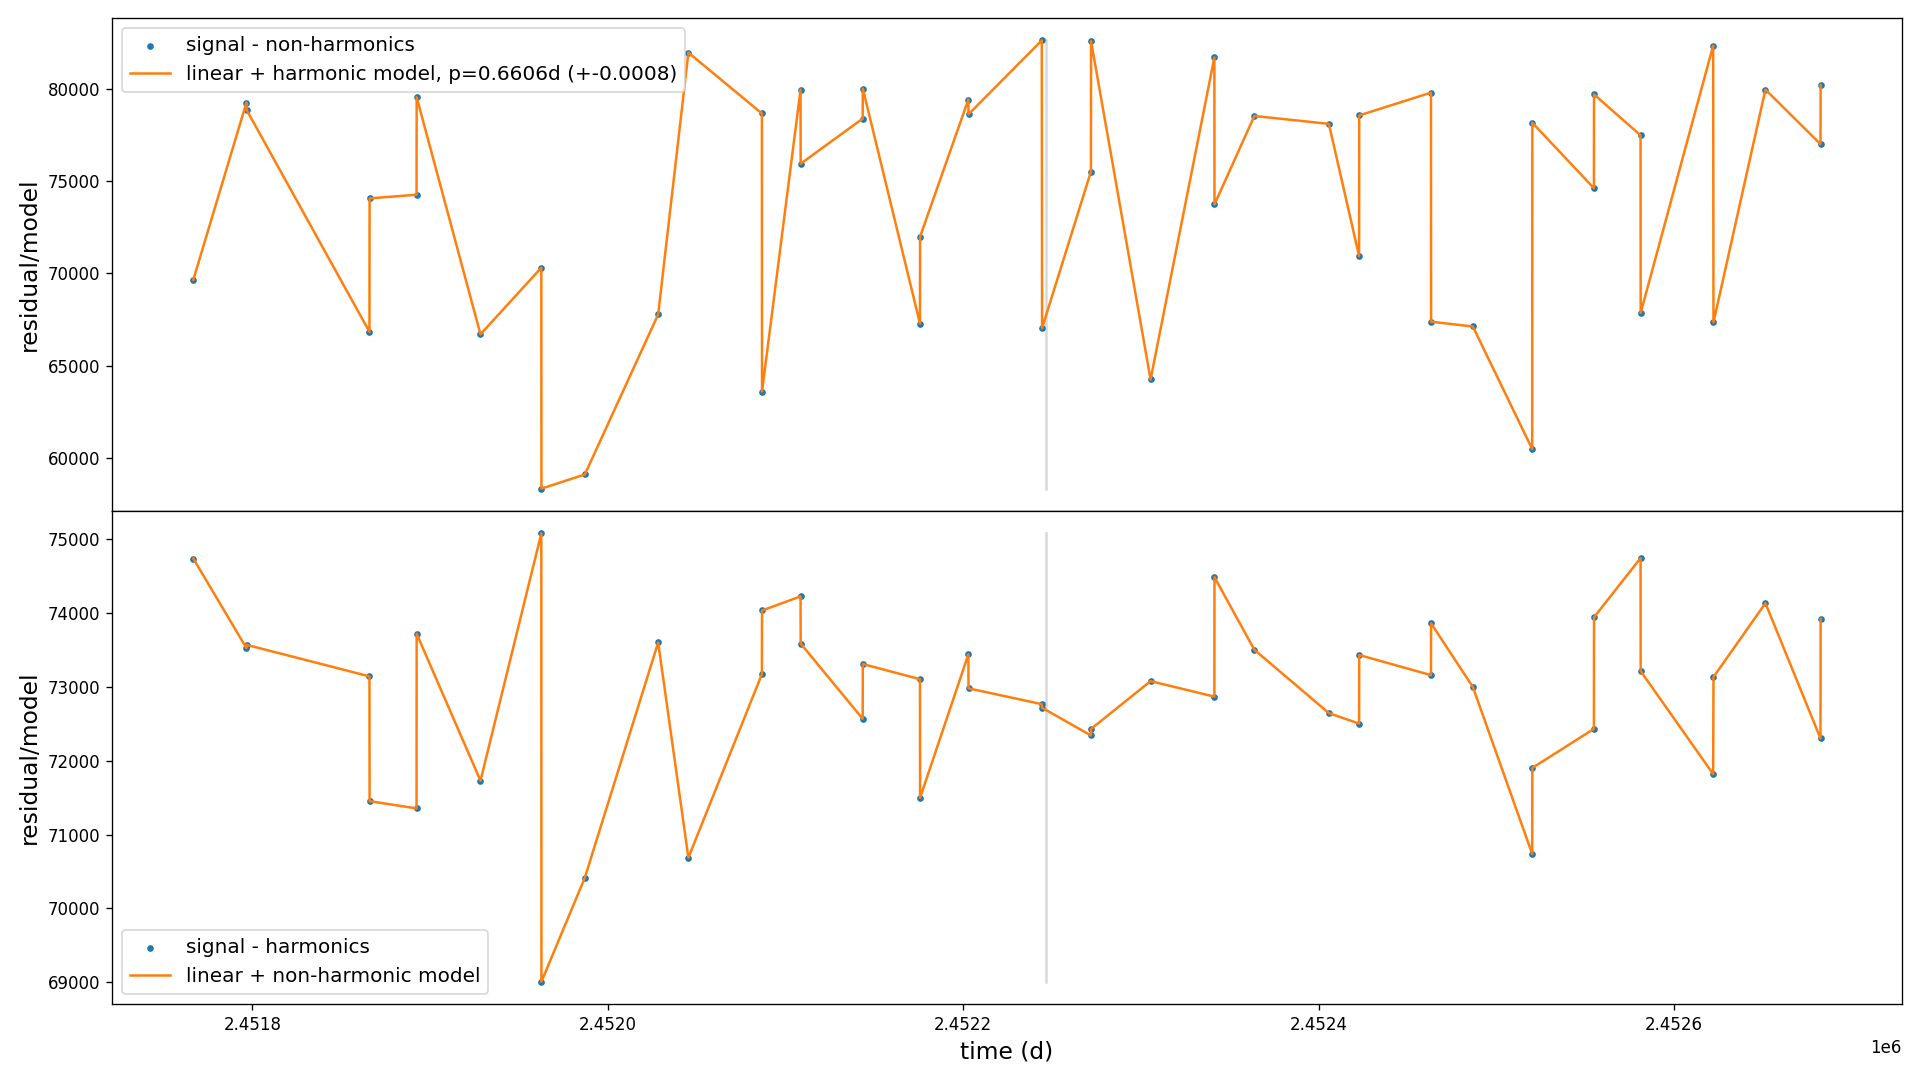 signal - non-harmonics
linear + harmonic model, p=0.6606d (+-0.0008)
80000
75000
70000
65000
60000
residual/model
75000
74000
73000
72000
71000
70000
69000
residual/model
signal - harmonics
linear + non-harmonic model
2.4518 2.4520 2.4522 2.4524 2.4526
time (d)
1e6